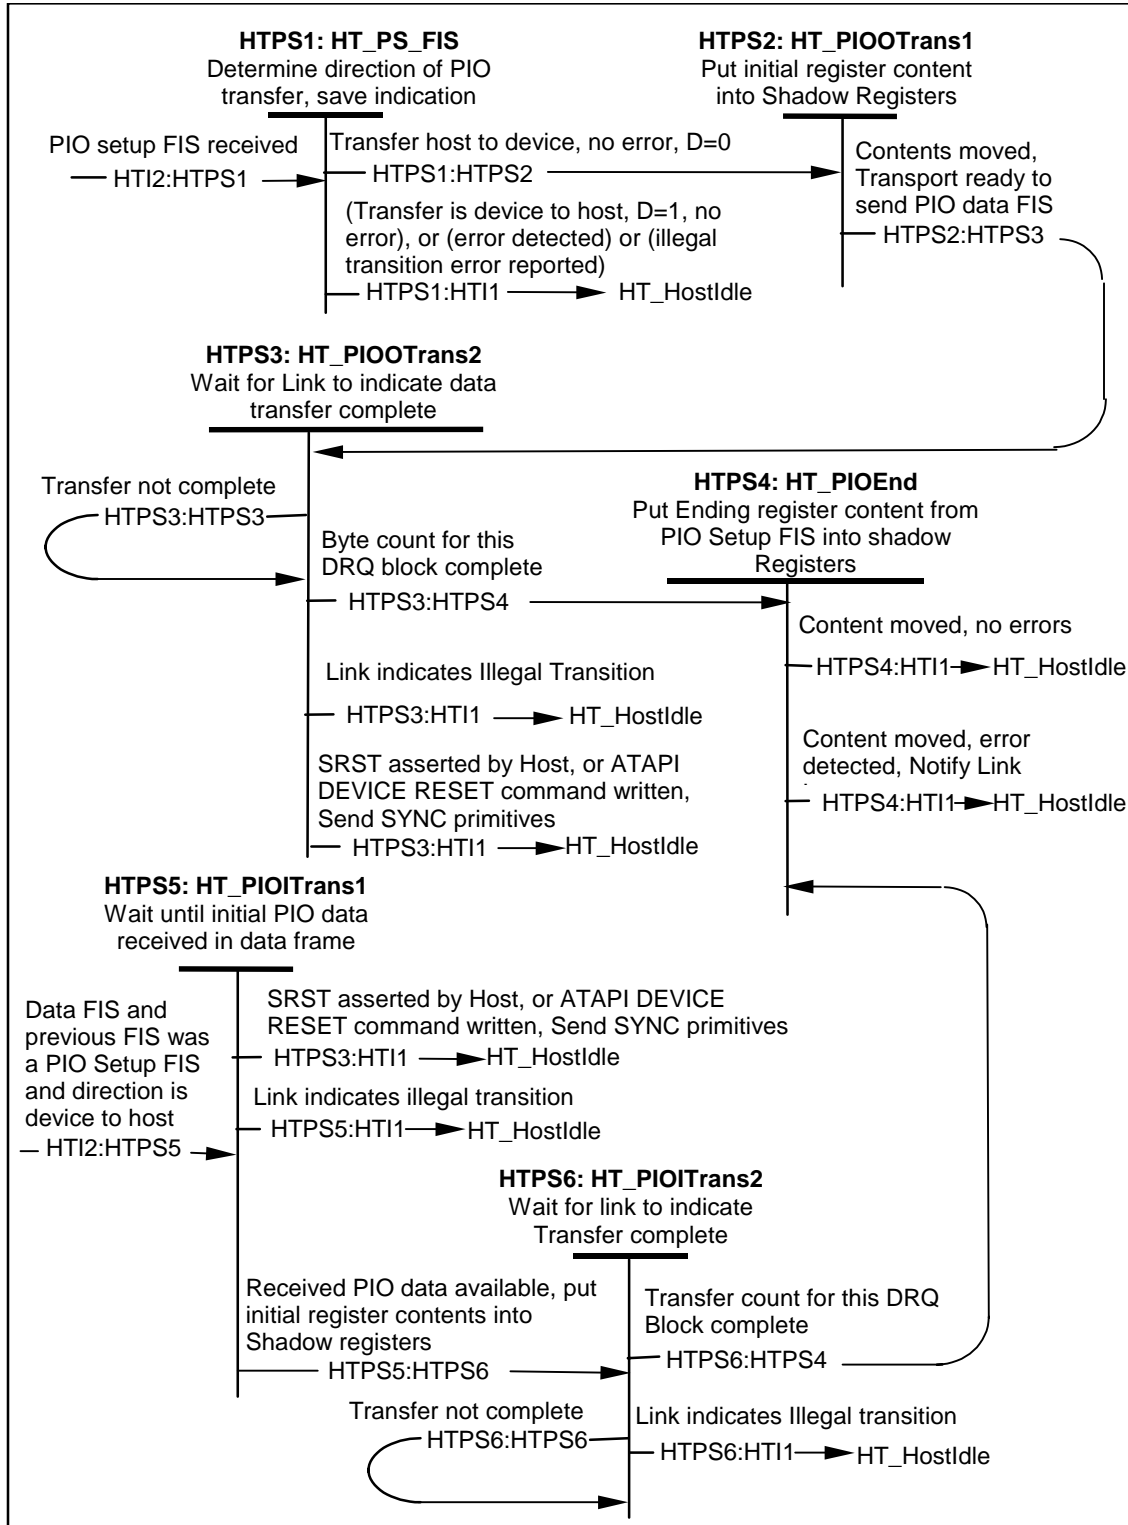 HTPS1: HT_PS_FIS
Determine direction of PIO
transfer, save indication
HTPS2: HT_PIOOTrans1
Put initial register content
into Shadow Registers
PIO setup FIS received
HTI2:HTPS1
Transfer host to device, no error, D=0
HTPS1:HTPS2
(Transfer is device to host, D=1, no
error), or (error detected) or (illegal
transition error reported)
HTPS1:HTI1
HT_HostIdle
Contents moved,
Transport ready to
send PIO data FIS
HTPS2:HTPS3
HTPS3: HT_PIOOTrans2
Wait for Link to indicate data
transfer complete
Transfer not complete
HTPS3:HTPS3
Byte count for this
DRQ block complete
HTPS3:HTPS4
Link indicates Illegal Transition
HTPS3:HTI1
HT_HostIdle
SRST asserted by Host, or ATAPI
DEVICE RESET command written,
Send SYNC primitives
HTPS3:HTI1
HT_HostIdle
HTPS4: HT_PIOEnd
Put Ending register content from
PIO Setup FIS into shadow
Registers
Content moved, no errors
HTPS4:HTI1
HT_HostIdle
Content moved, error
detected, Notify Link
HTPS4:HTI1
HT_HostIdle
HTPS5: HT_PIOITrans1
Wait until initial PIO data
received in data frame
Data FIS and
previous FIS was
a PIO Setup FIS
and direction is
device to host
HTI2:HTPS5
SRST asserted by Host, or ATAPI DEVICE
RESET command written, Send SYNC primitives
HTPS3:HTI1
HT_HostIdle
Link indicates illegal transition
HTPS5:HTI1
HT_HostIdle
Received PIO data available, put
initial register contents into
Shadow registers
HTPS5:HTPS6
HTPS6: HT_PIOITrans2
Wait for link to indicate
Transfer complete
Transfer count for this DRQ
Block complete
HTPS6:HTPS4
Transfer not complete
HTPS6:HTPS6
Link indicates Illegal transition
HTPS6:HTI1
HT_HostIdle